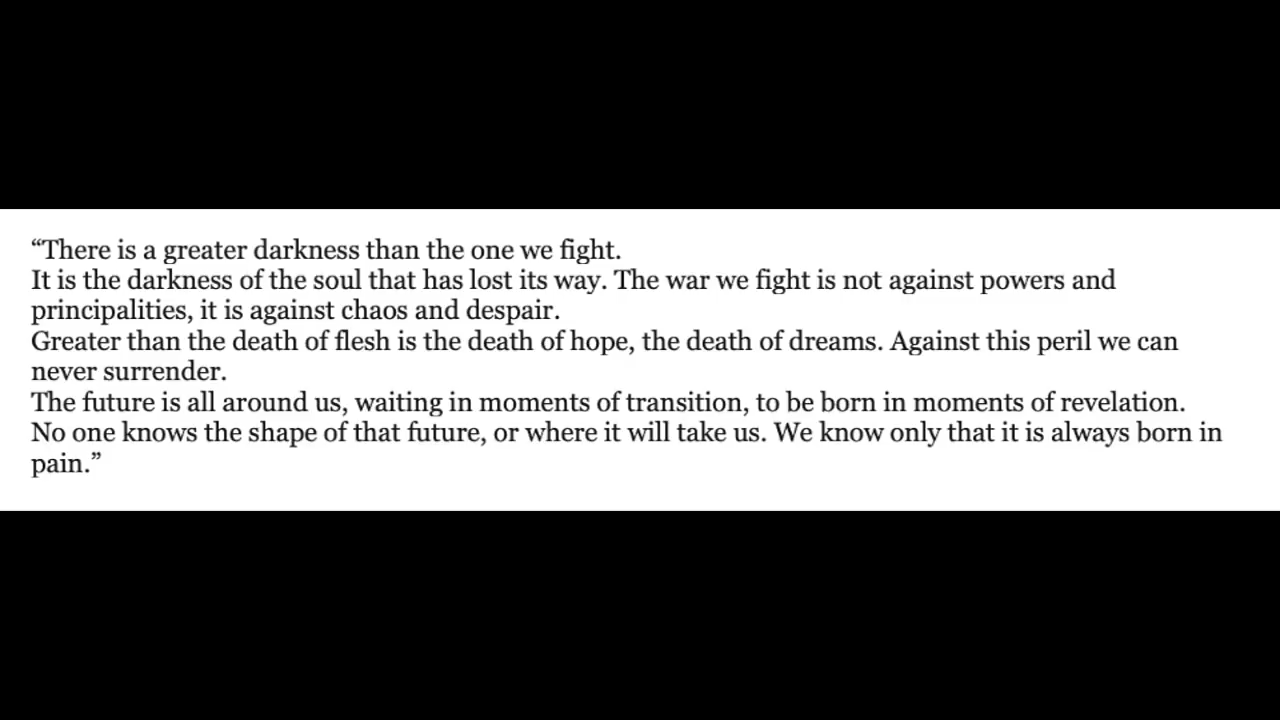 “There is a greater darkness than the one we fight.
It is the darkness of the soul that has lost its way. The war we fight is not against powers and
principalities, it is against chaos and despair.
Greater than the death of flesh is the death of hope, the death of dreams. Against this peril we can
never surrender.
The future is all around us, waiting in moments of transition, to be born in moments of revelation.
No one knows the shape of that future, or where it will take us. We know only that it is always born in
pain.”